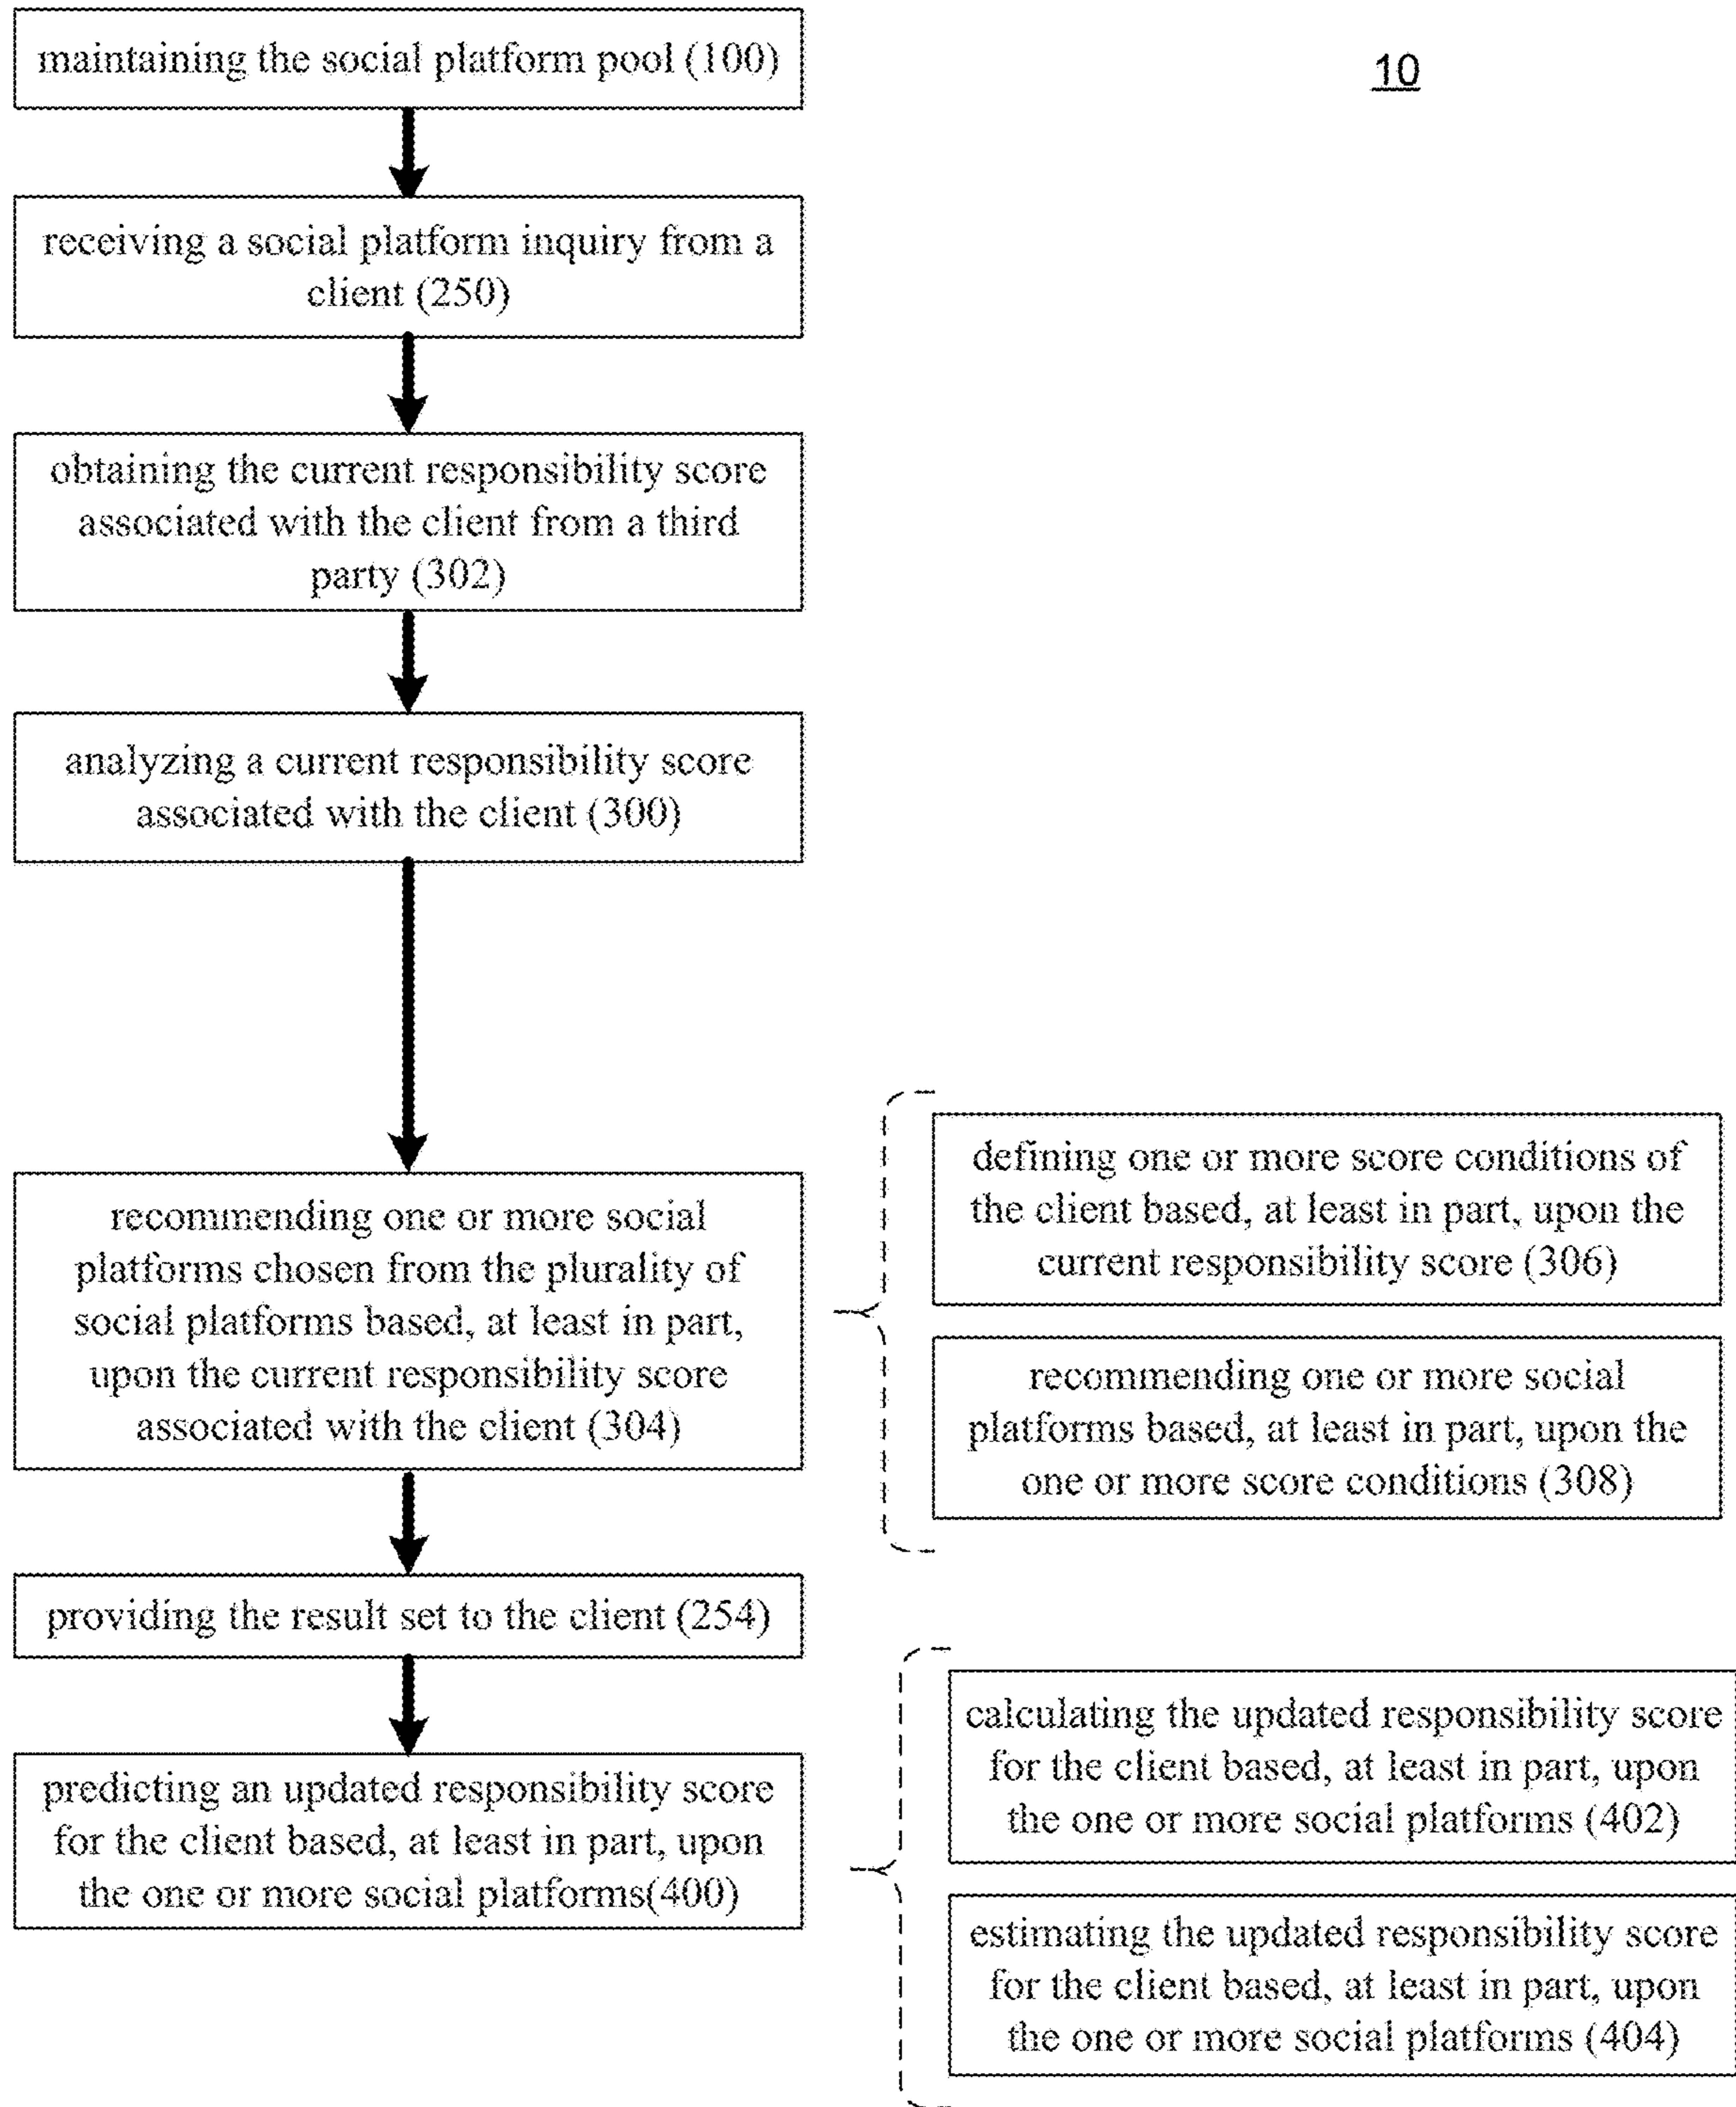 10
maintaining the social platform pool (100)
receiving a social platform inquiry from a
client (250)
obtaining the current responsibility score
associated with the client from a third
party (302)
analyzing a current responsibility score
associated with the client (300)
recommending one or more social
platforms chosen from the plurality of
social platforms based, at least in part,
upon the current responsibility score
associated with the client (304)
defining one or more score conditions of
the client based, at least in part, upon the
current responsibility score (306)
recommending one or more social
platforms based, at least in part, upon the
one or more score conditions (308)
providing the result set to the client (254)
predicting an updated responsibility score
for the client based, at least in part, upon
the one or more social platforms(400)
calculating the updated responsibility score
for the client based, at least in part, upon
the one or more social platforms (402)
estimating the updated responsibility score
for the client based, at least in part, upon
the one or more social platforms (404)